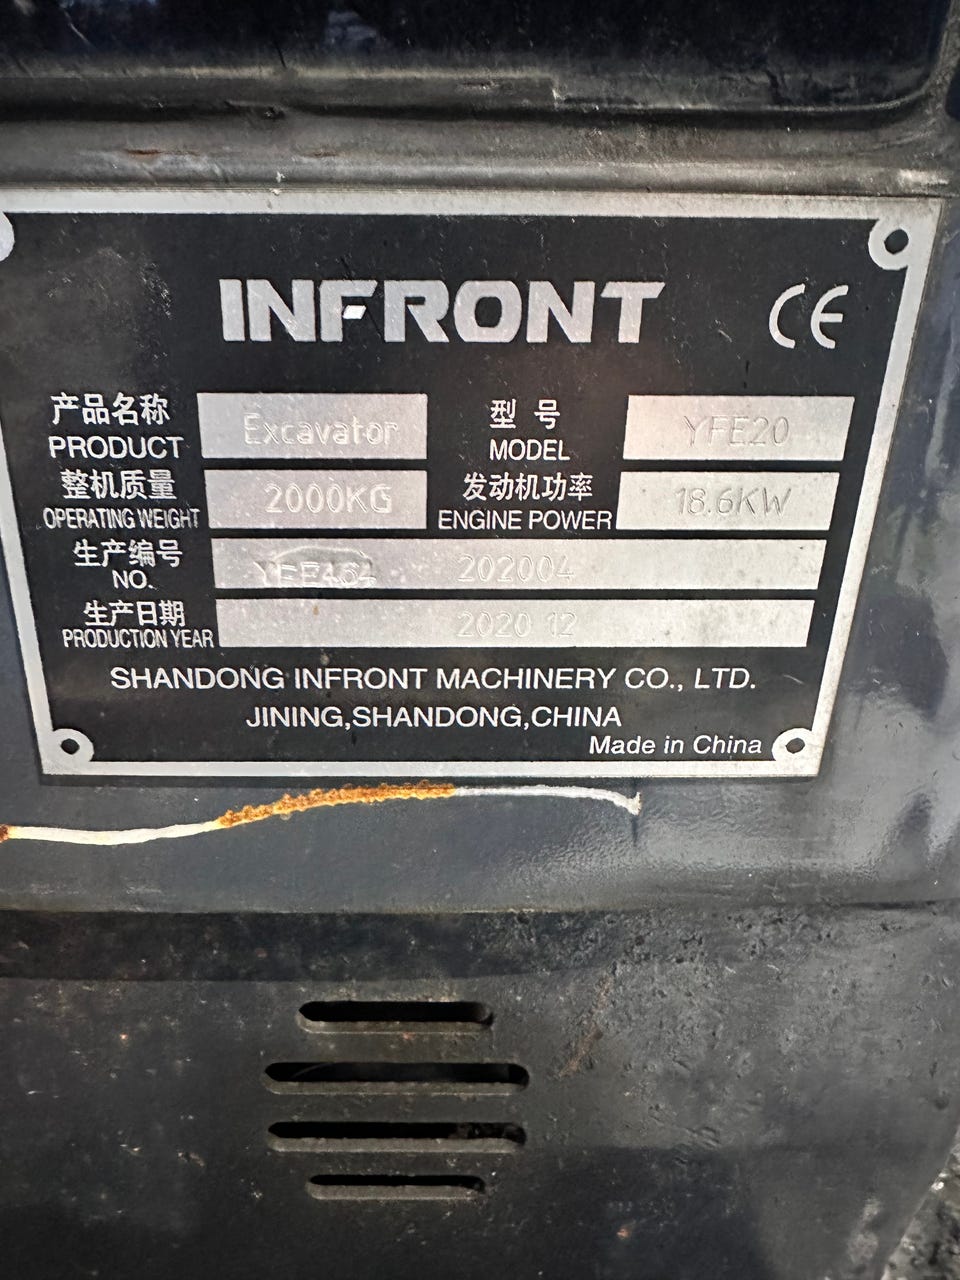 INFRONT CE
产品名称 Excavator 型号 YFE20
PRODUCT MODEL
整机质量 2000KG 发动机功率 18.6KW
OPERATING WEIGHT ENGINE POWER
生产编号 YFE464 202004
NO.
生产日期 2020 12
PRODUCTION YEAR
SHANDONG INFRONT MACHINERY CO., LTD.
JINING,SHANDONG,CHINA
Made in China